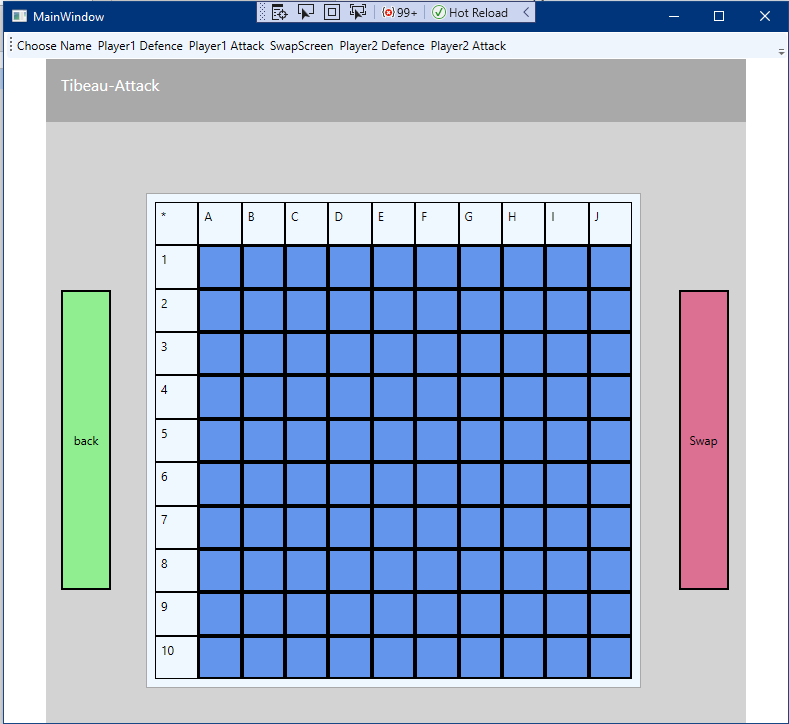 MainWindow
99+ Hot Reload
Choose Name Player1 Defence Player1 Attack SwapScreen Player2 Defence Player2 Attack
Tibeau-Attack
* A B C D E F G H I J
1
2
3
4
5
back Swap
6
7
8
9
10